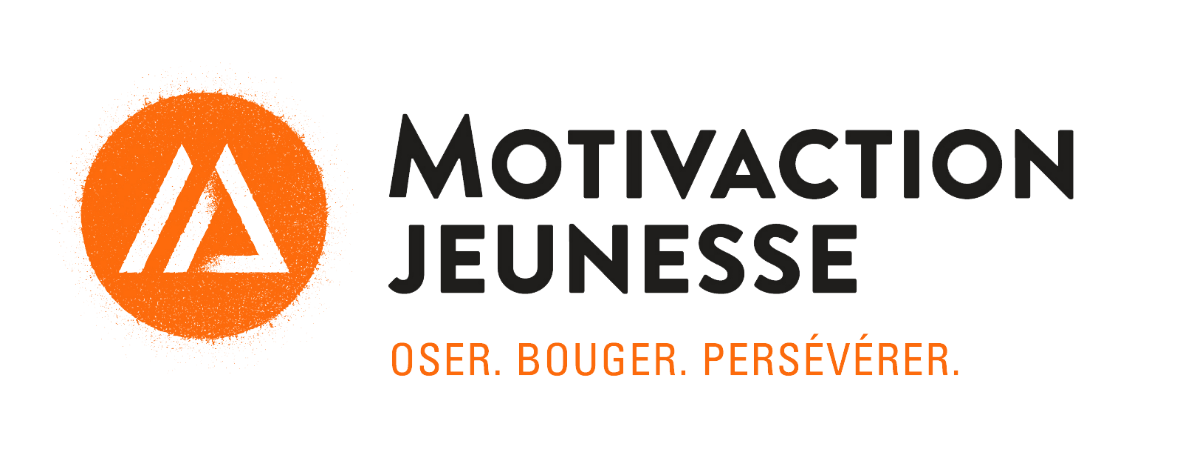 MOTIVACTION
JEUNESSE
OSER. BOUGER. PERSÉVÉRER.